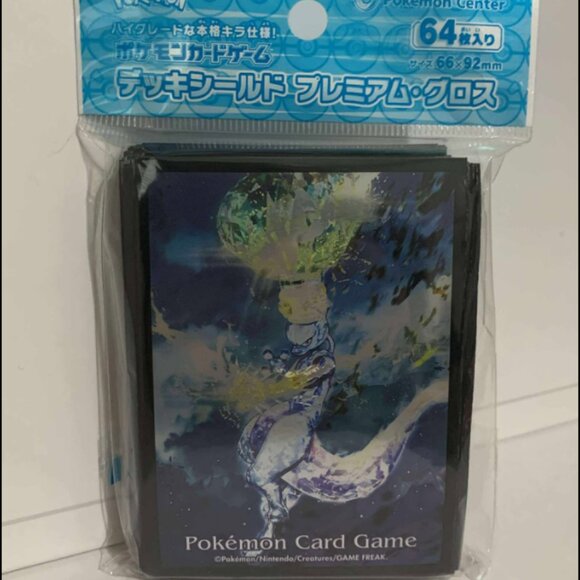 Pokémon Center
ハイグレードな本格キラ仕様!
ポケモンカードゲーム
64枚入り
サイズ 66×92mm
デッキシールド プレミアム・グロス
Pokémon Card Game
©Pokémon/Nintendo/Creatures/GAME FREAK.